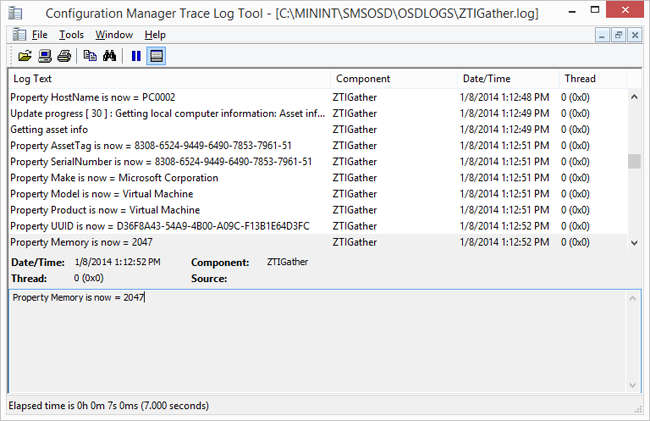 Configuration Manager Trace Log Tool - [C:\MININT\SMSOSD\OSDLOGS\ZTIGather.log]
File Tools Window Help
Log Text Component Date/Time Thread
Property HostName is now = PC0002 ZTIGather 1/8/2014 1:12:48 PM 0 (0x0)
Update progress [ 30 ] : Getting local computer information: Asset inf... ZTIGather 1/8/2014 1:12:49 PM 0 (0x0)
Getting asset info ZTIGather 1/8/2014 1:12:49 PM 0 (0x0)
Property AssetTag is now = 8308-6524-9449-6490-7853-7961-51 ZTIGather 1/8/2014 1:12:51 PM 0 (0x0)
Property SerialNumber is now = 8308-6524-9449-6490-7853-7961-51 ZTIGather 1/8/2014 1:12:51 PM 0 (0x0)
Property Make is now = Microsoft Corporation ZTIGather 1/8/2014 1:12:51 PM 0 (0x0)
Property Model is now = Virtual Machine ZTIGather 1/8/2014 1:12:51 PM 0 (0x0)
Property Product is now = Virtual Machine ZTIGather 1/8/2014 1:12:51 PM 0 (0x0)
Property UUID is now = D36F8A43-54A9-4B00-A09C-F13B1E64D3FC ZTIGather 1/8/2014 1:12:52 PM 0 (0x0)
Property Memory is now = 2047 ZTIGather 1/8/2014 1:12:52 PM 0 (0x0)
Date/Time: 1/8/2014 1:12:52 PM Component: ZTIGather
Thread: 0 (0x0) Source:
Property Memory is now = 2047
Elapsed time is 0h 0m 7s 0ms (7.000 seconds)